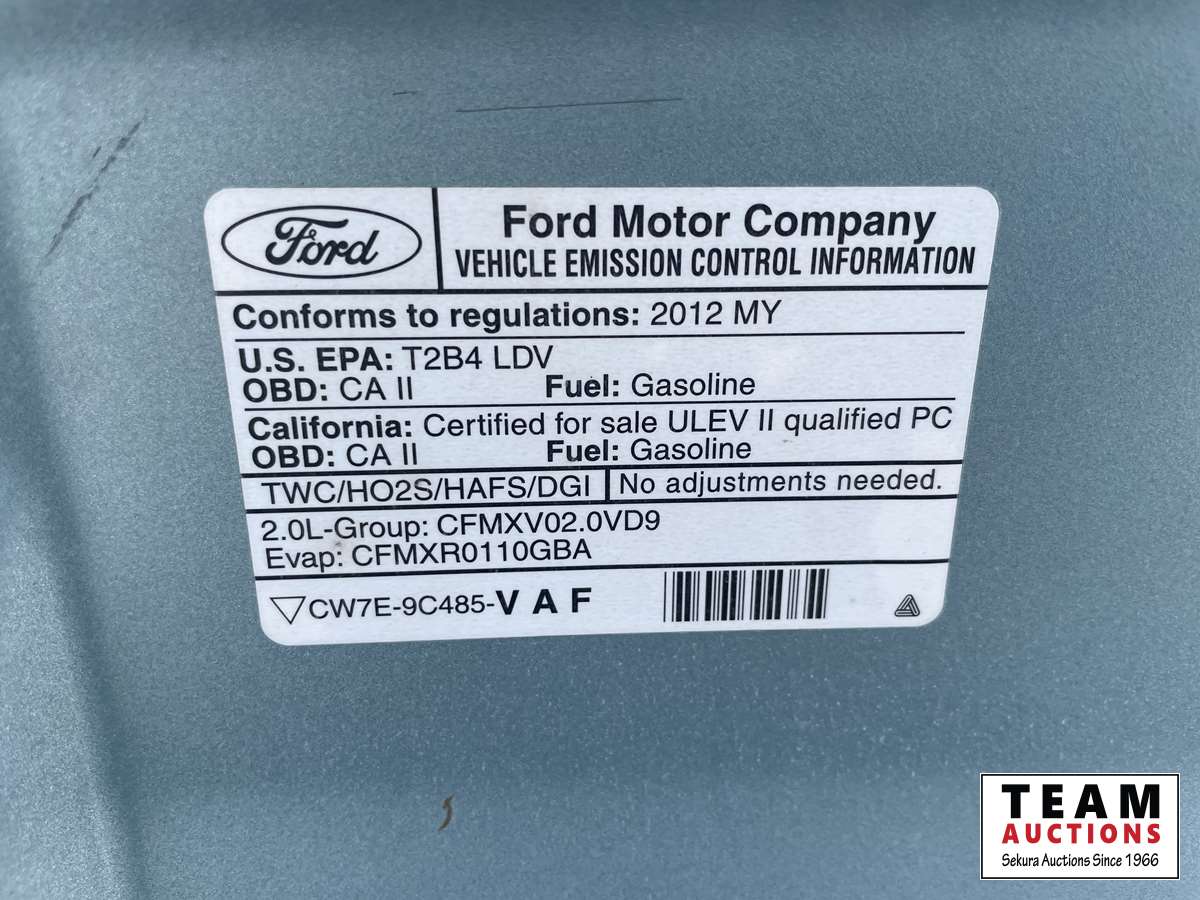 Ford
Ford Motor Company
VEHICLE EMISSION CONTROL INFORMATION
Conforms to regulations: 2012 MY
U.S. EPA: T2B4 LDV
OBD: CA II Fuel: Gasoline
California: Certified for sale ULEV II qualified PC
OBD: CA II Fuel: Gasoline
TWC/HO2S/HAFS/DGI No adjustments needed.
2.0L-Group: CFMXV02.0VD9
Evap: CFMXR0110GBA
CW7E-9C485-V A F
TEAM
AUCTIONS
Sekura Auctions Since 1966